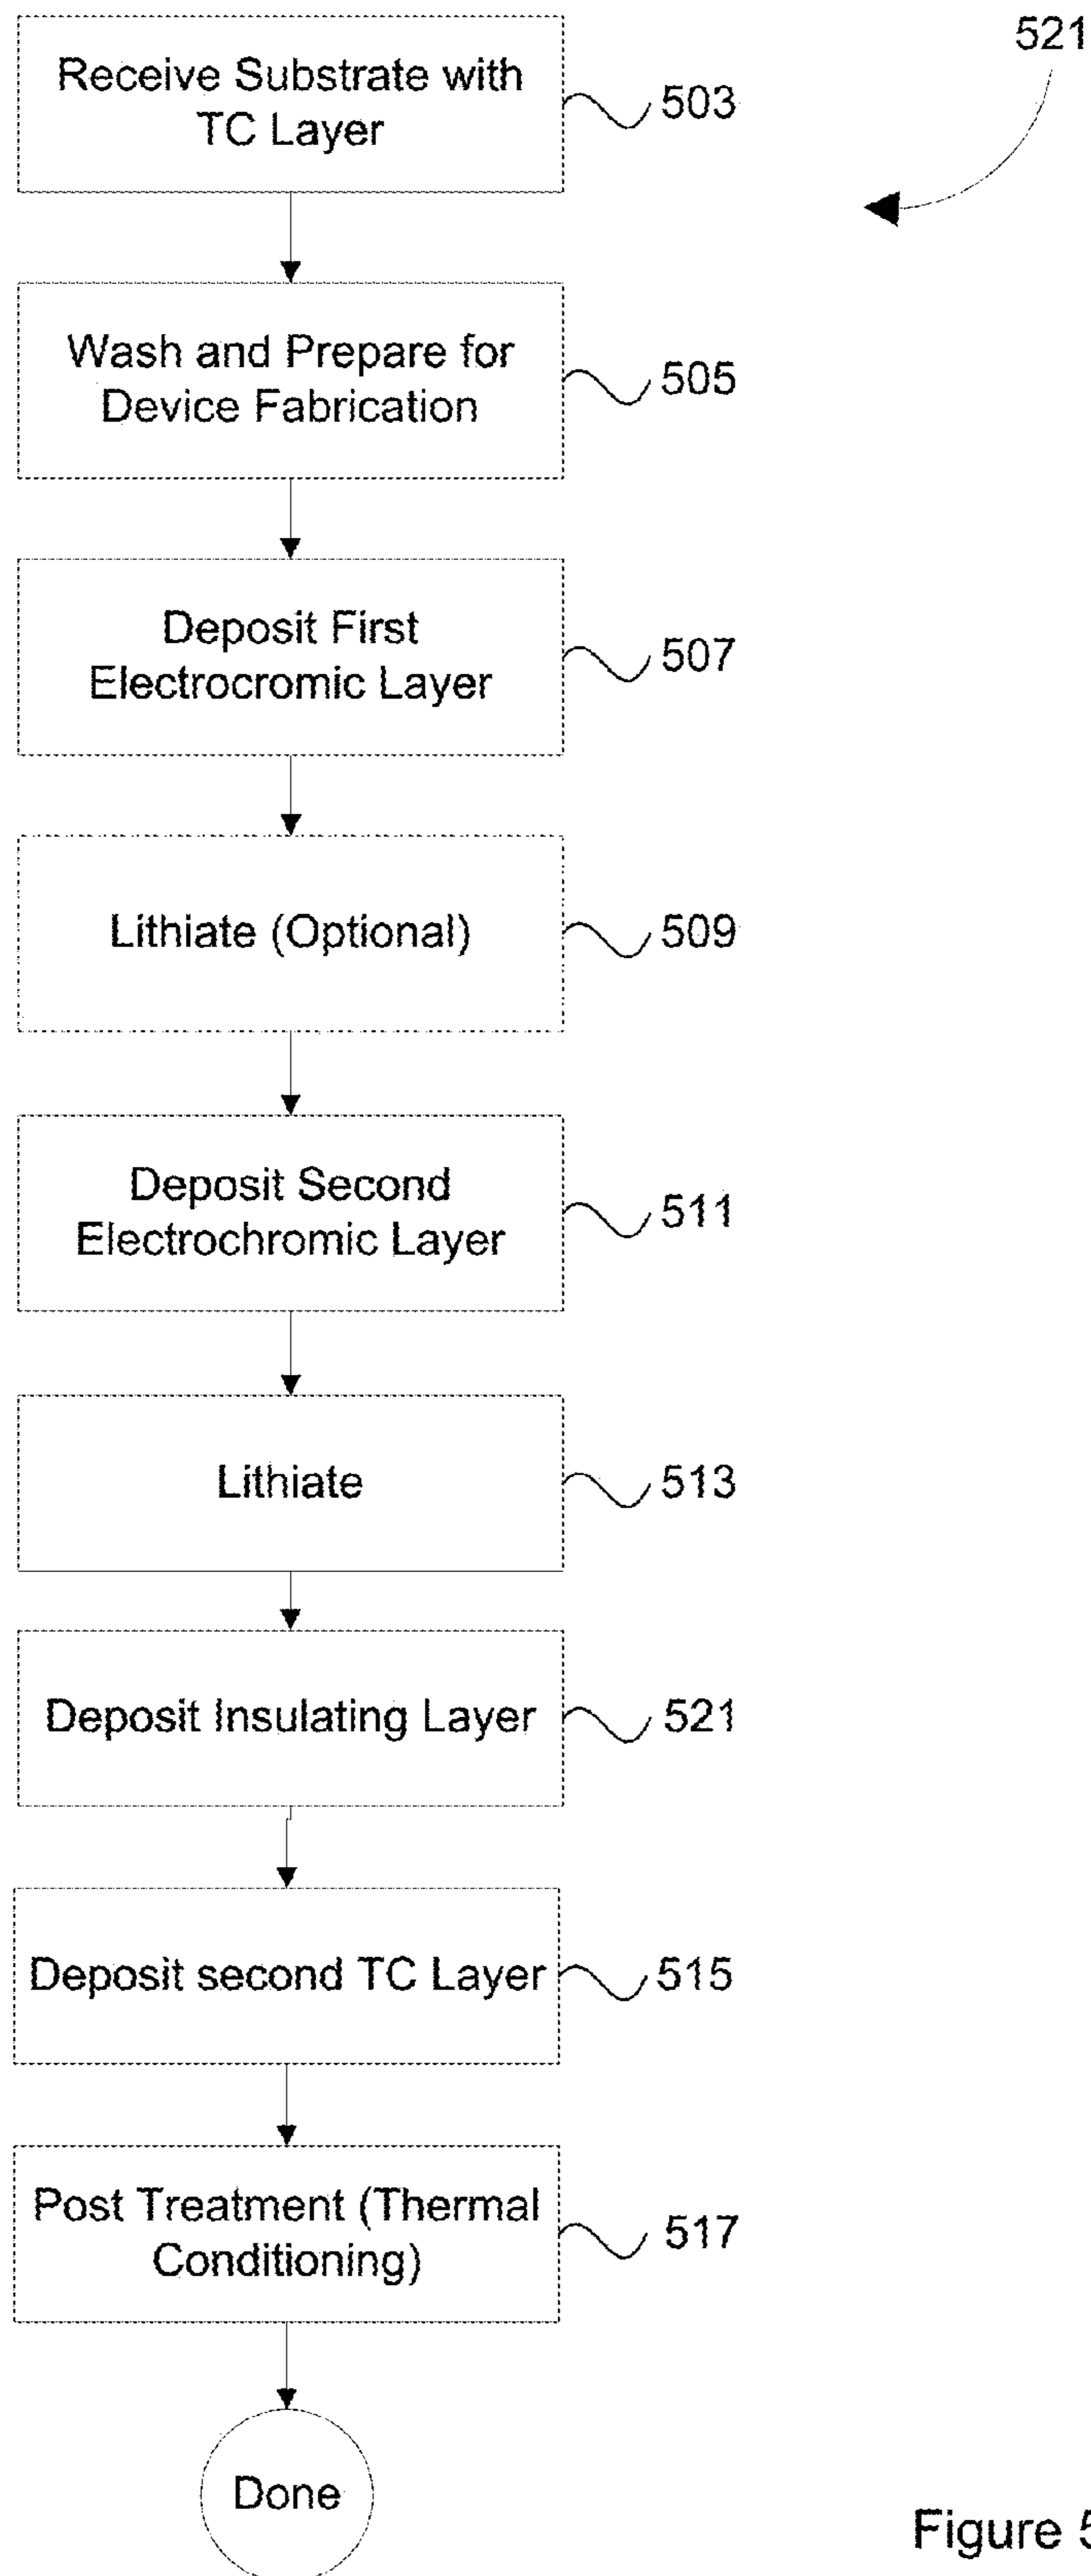 521
Receive Substrate with
TC Layer
503
Wash and Prepare for
Device Fabrication
505
Deposit First
Electrocromic Layer
507
Lithiate (Optional)
509
Deposit Second
Electrochromic Layer
511
Lithiate
513
Deposit Insulating Layer
521
Deposit second TC Layer
515
Post Treatment (Thermal
Conditioning)
517
Done
Figure 5